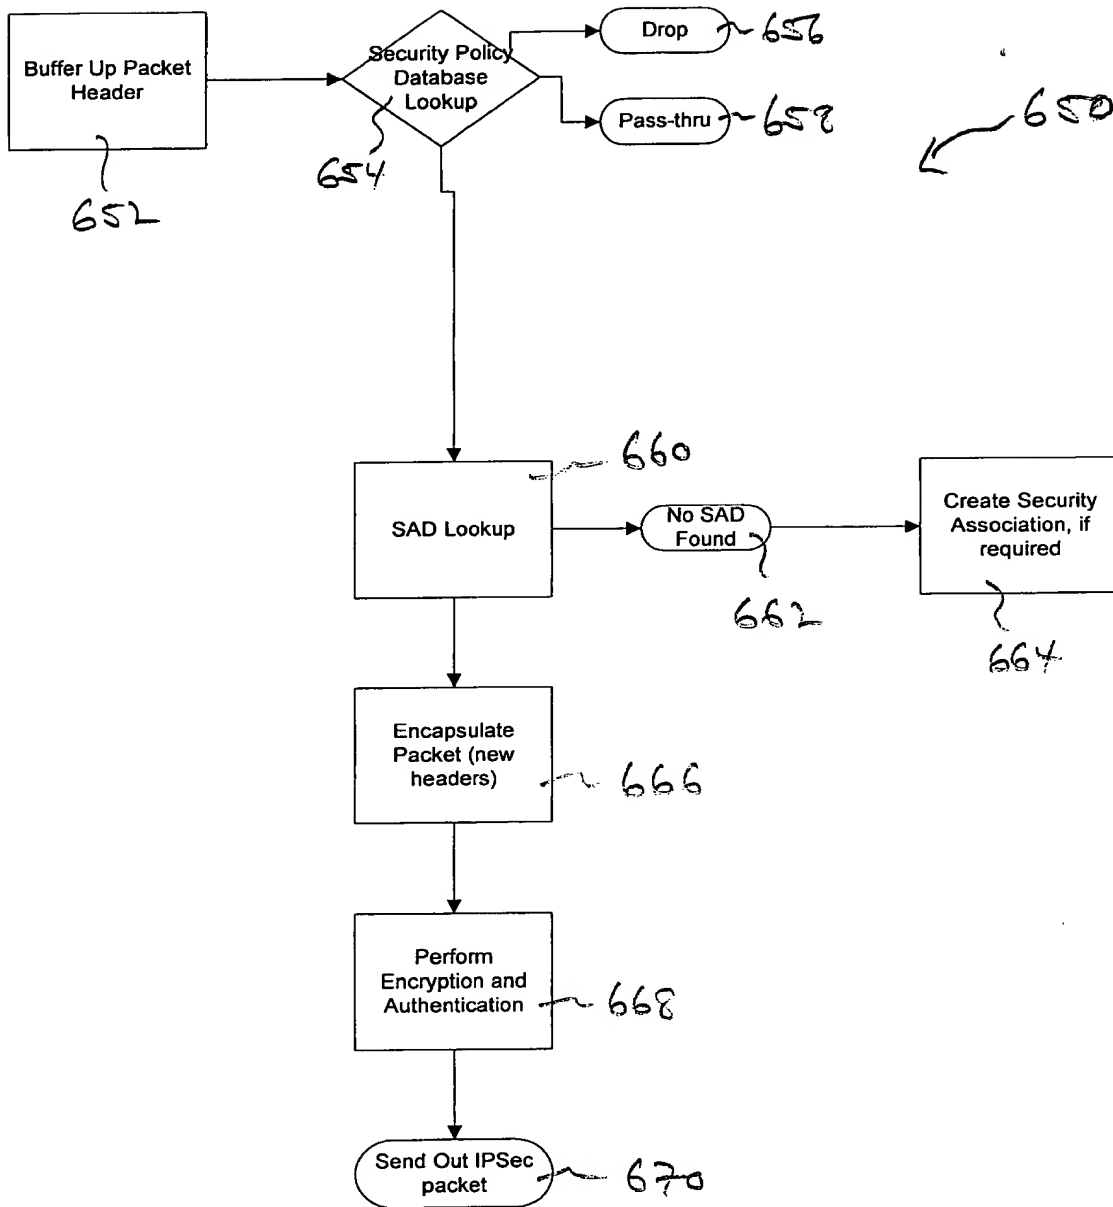 Buffer Up Packet
Header
652
Security Policy
Database
Lookup
654
Drop
656
Pass-thru
658
650
SAD Lookup
660
No SAD
Found
662
Create Security
Association, if
required
664
Encapsulate
Packet (new
headers)
666
Perform
Encryption and
Authentication
668
Send Out IPSec
packet
670